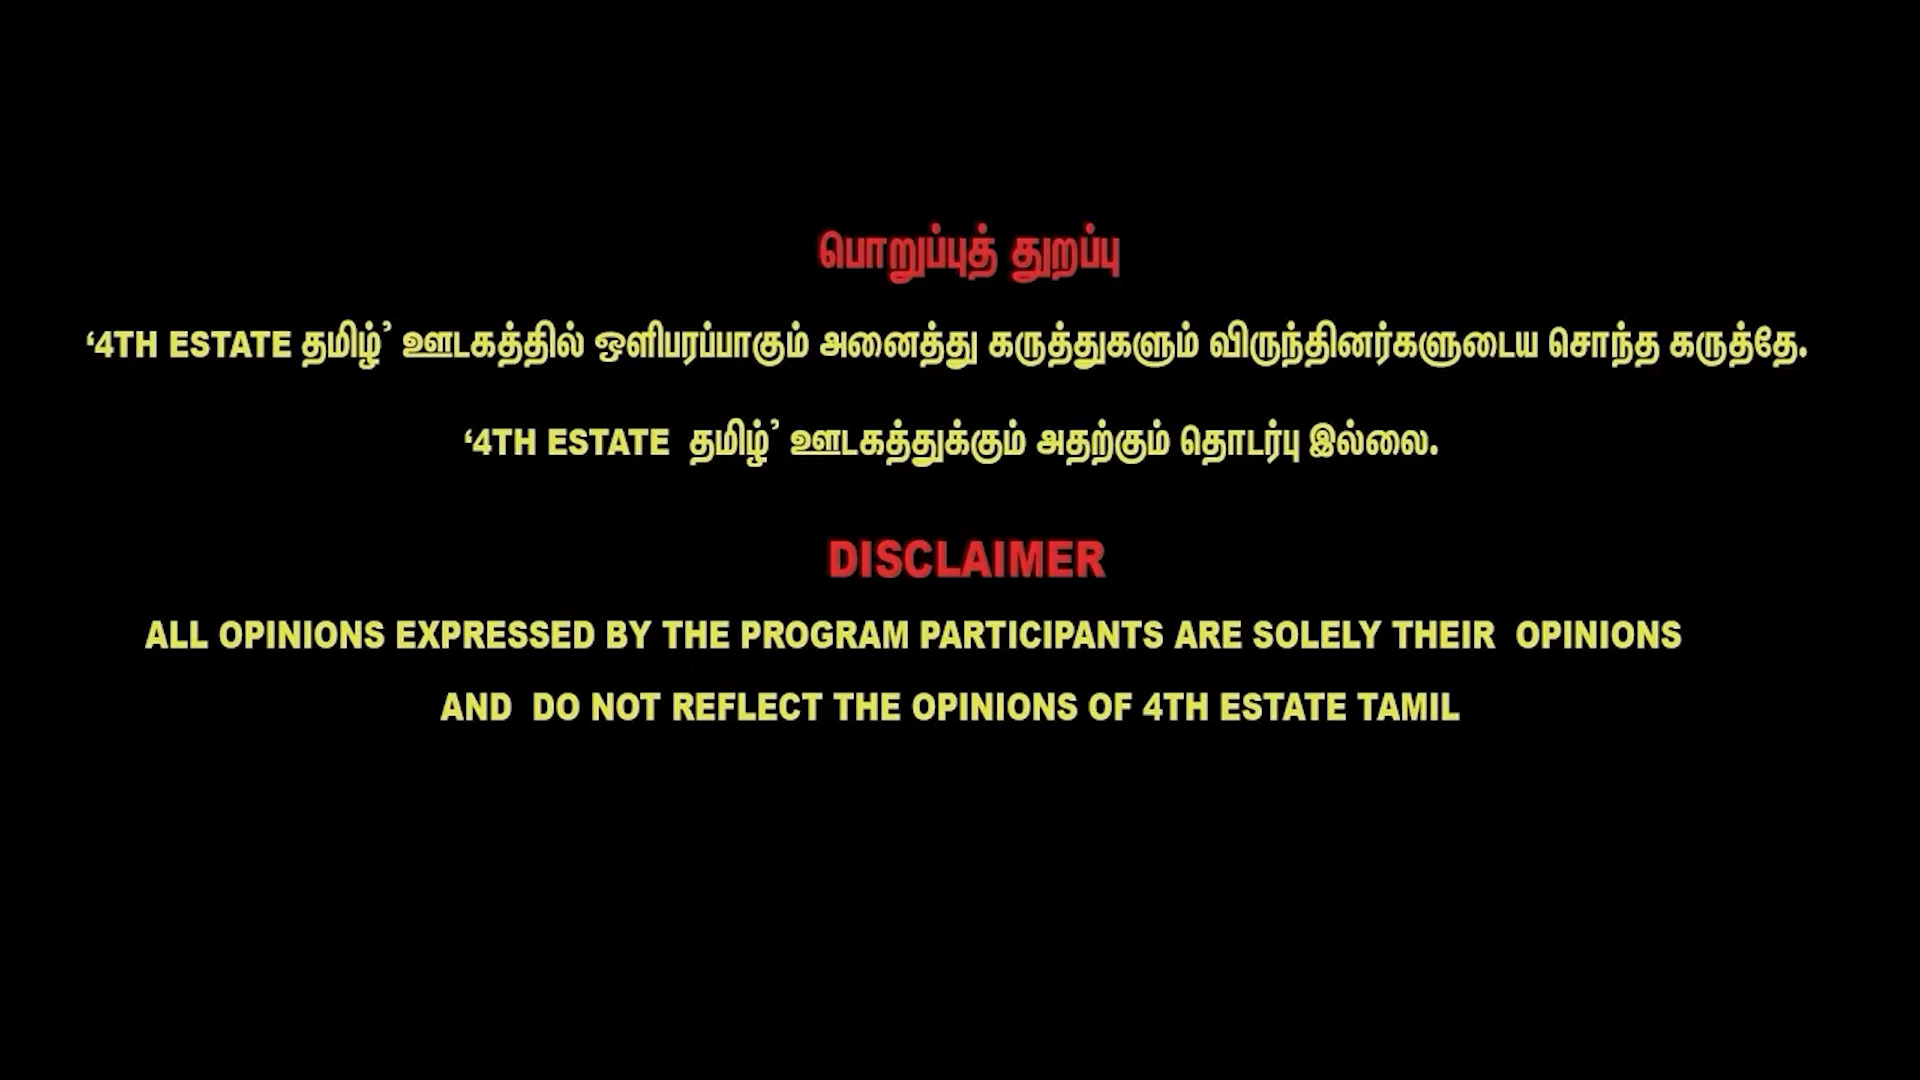 பொறுப்புத் துறப்பு
‘4TH ESTATE தமிழ்’ ஊடகத்தில் ஒளிபரப்பாகும் அனைத்து கருத்துகளும் விருந்தினர்களுடைய சொந்த கருத்தே.
‘4TH ESTATE தமிழ்’ ஊடகத்துக்கும் அதற்கும் தொடர்பு இல்லை.
DISCLAIMER
ALL OPINIONS EXPRESSED BY THE PROGRAM PARTICIPANTS ARE SOLELY THEIR OPINIONS
AND DO NOT REFLECT THE OPINIONS OF 4TH ESTATE TAMIL